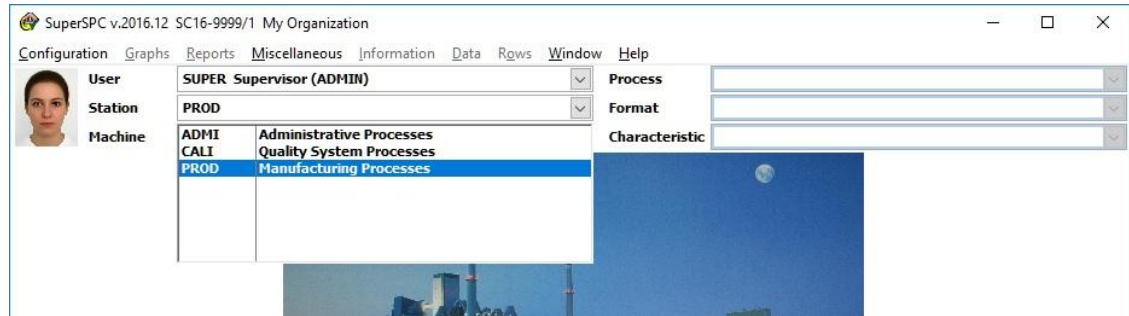 SuperSPC v.2016.12 SC16-9999/1 My Organization
Configuration Graphs Reports Miscellaneous Information Data Rows Window Help
User SUPER Supervisor (ADMIN) Process
Station PROD Format
Machine Characteristic
ADMI Administrative Processes
CALI Quality System Processes
PROD Manufacturing Processes